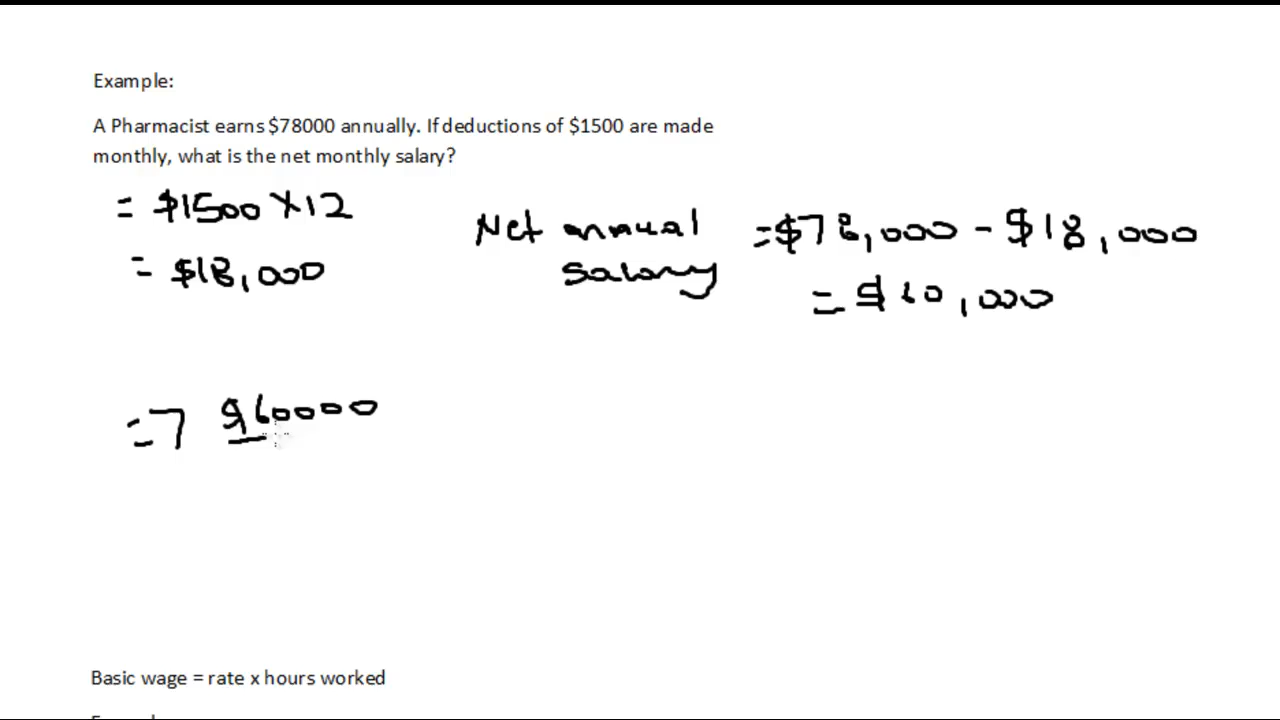 Example:
A Pharmacist earns $78000 annually. If deductions of $1500 are made
monthly, what is the net monthly salary?
= $1500 X 12
= $18,000
Net annual salary
= $78,000 - $18,000
= $60,000
=7 $60000
Basic wage = rate x hours worked